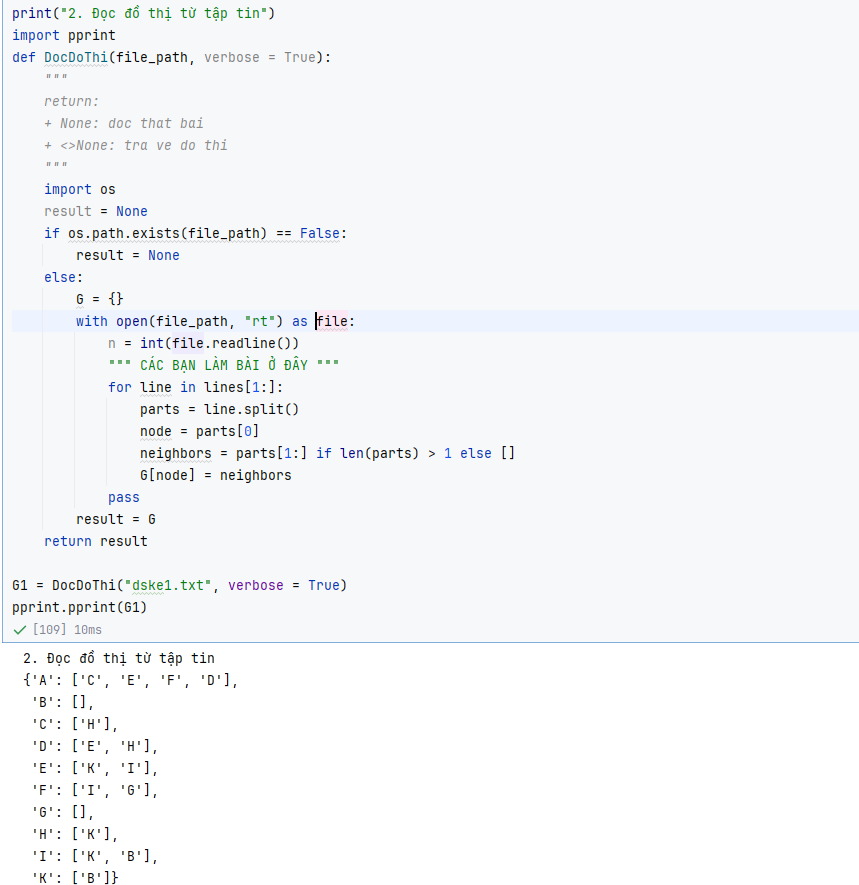 print("2. Đọc đồ thị từ tập tin")
import pprint
def DocDoThi(file_path, verbose = True):
    """
    return:
    + None: doc that bai
    + <>None: tra ve do thi
    """
    import os
    result = None
    if os.path.exists(file_path) == False:
        result = None
    else:
        G = {}
        with open(file_path, "rt") as file:
            n = int(file.readline())
            """ CÁC BẠN LÀM BÀI Ở ĐÂY """
            for line in lines[1:]:
                parts = line.split()
                node = parts[0]
                neighbors = parts[1:] if len(parts) > 1 else []
                G[node] = neighbors
            pass
        result = G
    return result
G1 = DocDoThi("dske1.txt", verbose = True)
pprint.pprint(G1)
[109] 10ms
2. Đọc đồ thị từ tập tin
{'A': ['C', 'E', 'F', 'D'],
 'B': [],
 'C': ['H'],
 'D': ['E', 'H'],
 'E': ['K', 'I'],
 'F': ['I', 'G'],
 'G': [],
 'H': ['K'],
 'I': ['K', 'B'],
 'K': ['B']}